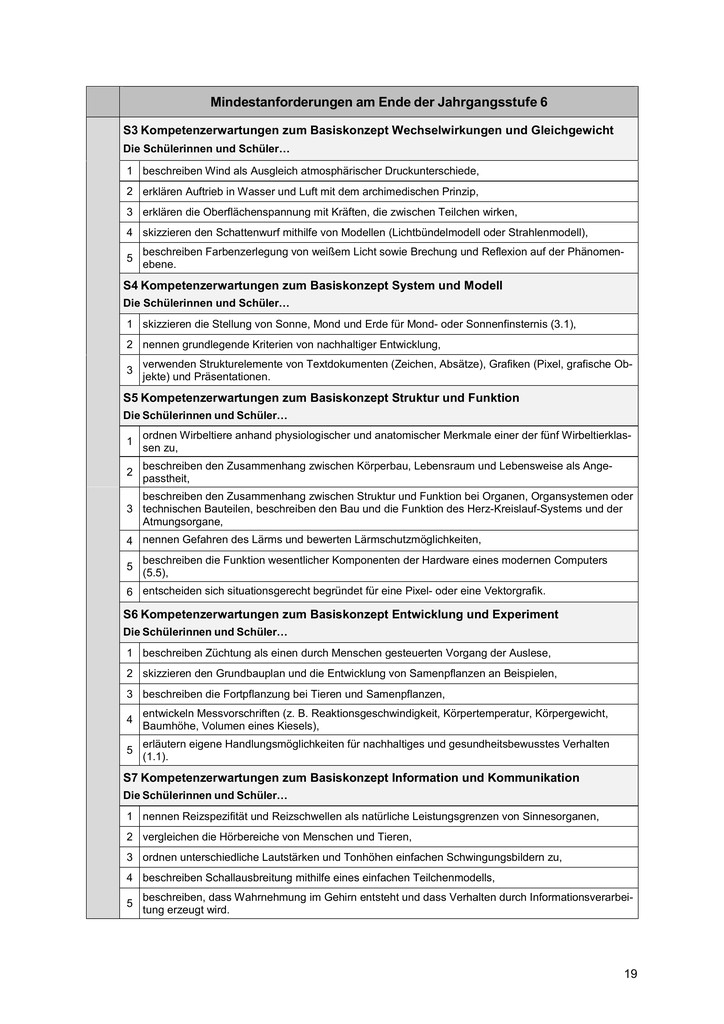 Mindestanforderungen am Ende der Jahrgangsstufe 6
S3 Kompetenzerwartungen zum Basiskonzept Wechselwirkungen und Gleichgewicht
Die Schülerinnen und Schüler…
1 beschreiben Wind als Ausgleich atmosphärischer Druckunterschiede,
2 erklären Auftrieb in Wasser und Luft mit dem archimedischen Prinzip,
3 erklären die Oberflächenspannung mit Kräften, die zwischen Teilchen wirken,
4 skizzieren den Schattenwurf mithilfe von Modellen (Lichtbündelmodell oder Strahlenmodell),
5 beschreiben Farbenzerlegung von weißem Licht sowie Brechung und Reflexion auf der Phänomen-
ebene.
S4 Kompetenzerwartungen zum Basiskonzept System und Modell
Die Schülerinnen und Schüler…
1 skizzieren die Stellung von Sonne, Mond und Erde für Mond- oder Sonnenfinsternis (3.1),
2 nennen grundlegende Kriterien von nachhaltiger Entwicklung,
3 verwenden Strukturelemente von Textdokumenten (Zeichen, Absätze), Grafiken (Pixel, grafische Ob-
jekte) und Präsentationen.
S5 Kompetenzerwartungen zum Basiskonzept Struktur und Funktion
Die Schülerinnen und Schüler…
1 ordnen Wirbeltiere anhand physiologischer und anatomischer Merkmale einer der fünf Wirbeltierklas-
sen zu,
2 beschreiben den Zusammenhang zwischen Körperbau, Lebensraum und Lebensweise als Ange-
passtheit,
3 beschreiben den Zusammenhang zwischen Struktur und Funktion bei Organen, Organsystemen oder
technischen Bauteilen, beschreiben den Bau und die Funktion des Herz-Kreislauf-Systems und der
Atmungsorgane,
4 nennen Gefahren des Lärms und bewerten Lärmschutzmöglichkeiten,
5 beschreiben die Funktion wesentlicher Komponenten der Hardware eines modernen Computers
(5.5),
6 entscheiden sich situationsgerecht begründet für eine Pixel- oder eine Vektorgrafik.
S6 Kompetenzerwartungen zum Basiskonzept Entwicklung und Experiment
Die Schülerinnen und Schüler…
1 beschreiben Züchtung als einen durch Menschen gesteuerten Vorgang der Auslese,
2 skizzieren den Grundbauplan und die Entwicklung von Samenpflanzen an Beispielen,
3 beschreiben die Fortpflanzung bei Tieren und Samenpflanzen,
4 entwickeln Messvorschriften (z. B. Reaktionsgeschwindigkeit, Körpertemperatur, Körpergewicht,
Baumhöhe, Volumen eines Kiesels),
5 erläutern eigene Handlungsmöglichkeiten für nachhaltiges und gesundheitsbewusstes Verhalten
(1.1).
S7 Kompetenzerwartungen zum Basiskonzept Information und Kommunikation
Die Schülerinnen und Schüler…
1 nennen Reizspezifität und Reizschwellen als natürliche Leistungsgrenzen von Sinnesorganen,
2 vergleichen die Hörbereiche von Menschen und Tieren,
3 ordnen unterschiedliche Lautstärken und Tonhöhen einfachen Schwingungsbildern zu,
4 beschreiben Schallausbreitung mithilfe eines einfachen Teilchenmodells,
5 beschreiben, dass Wahrnehmung im Gehirn entsteht und dass Verhalten durch Informationsverarbei-
tung erzeugt wird.
19